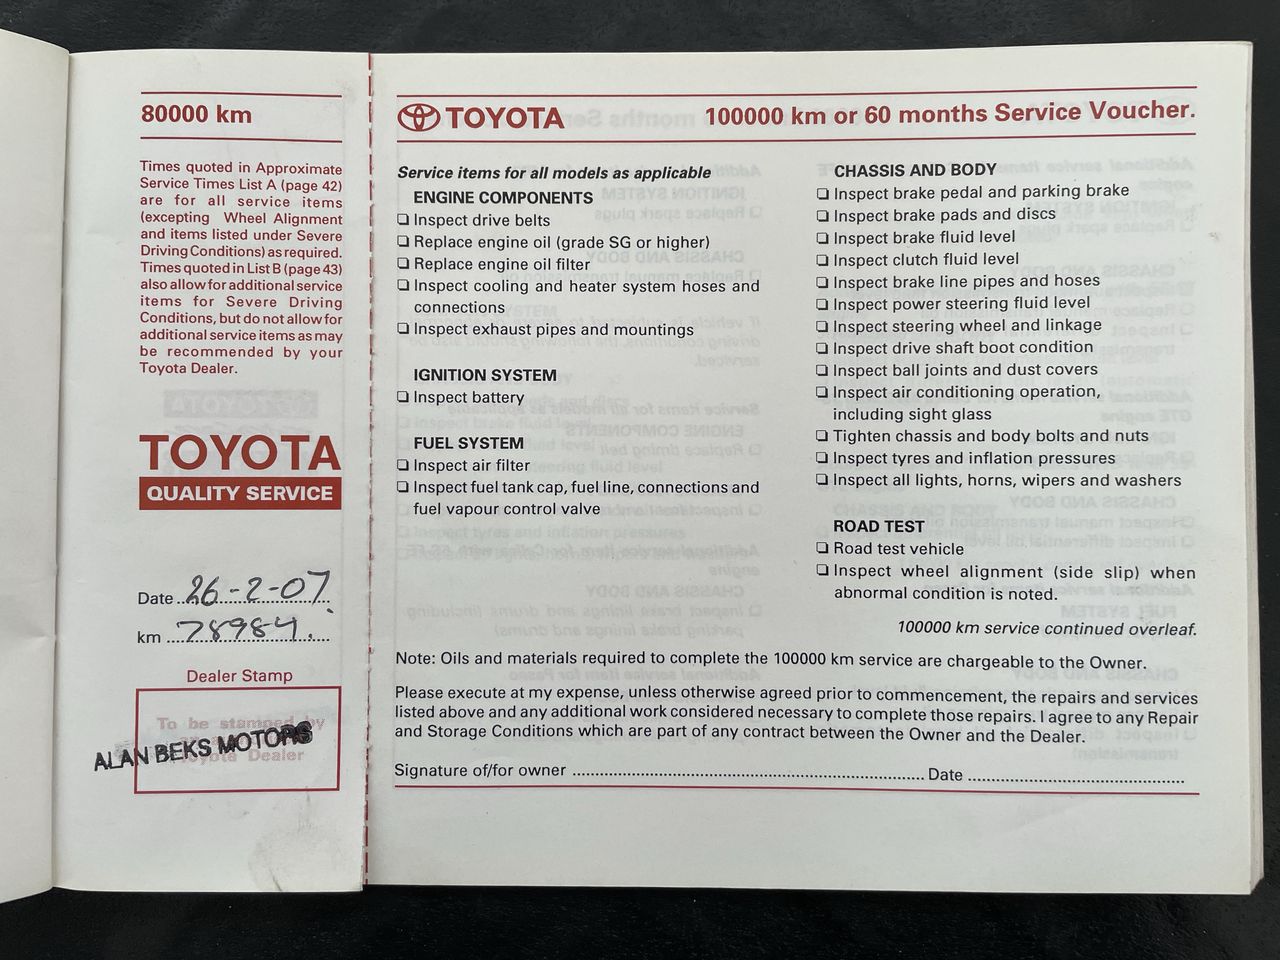 80000 km
Times quoted in Approximate
Service Times List A (page 42)
are for all service items
(excepting Wheel Alignment
and items listed under Severe
Driving Conditions) as required.
Times quoted in List B (page 43)
also allow for additional service
items for Severe Driving
Conditions, but do not allow for
additional service items as may
be recommended by your
Toyota Dealer.
TOYOTA
QUALITY SERVICE
Date 26-2-07
km 78984
Dealer Stamp
To be stamped by
Toyota Dealer
ALAN BEKS MOTORS
TOYOTA 100000 km or 60 months Service Voucher.
Service items for all models as applicable
ENGINE COMPONENTS
❏ Inspect drive belts
❏ Replace engine oil (grade SG or higher)
❏ Replace engine oil filter
❏ Inspect cooling and heater system hoses and
connections
❏ Inspect exhaust pipes and mountings
IGNITION SYSTEM
❏ Inspect battery
FUEL SYSTEM
❏ Inspect air filter
❏ Inspect fuel tank cap, fuel line, connections and
fuel vapour control valve
CHASSIS AND BODY
❏ Inspect brake pedal and parking brake
❏ Inspect brake pads and discs
❏ Inspect brake fluid level
❏ Inspect clutch fluid level
❏ Inspect brake line pipes and hoses
❏ Inspect power steering fluid level
❏ Inspect steering wheel and linkage
❏ Inspect drive shaft boot condition
❏ Inspect ball joints and dust covers
❏ Inspect air conditioning operation,
including sight glass
❏ Tighten chassis and body bolts and nuts
❏ Inspect tyres and inflation pressures
❏ Inspect all lights, horns, wipers and washers
ROAD TEST
❏ Road test vehicle
❏ Inspect wheel alignment (side slip) when
abnormal condition is noted.
100000 km service continued overleaf.
Note: Oils and materials required to complete the 100000 km service are chargeable to the Owner.
Please execute at my expense, unless otherwise agreed prior to commencement, the repairs and services
listed above and any additional work considered necessary to complete those repairs. I agree to any Repair
and Storage Conditions which are part of any contract between the Owner and the Dealer.
Signature of/for owner ........ Date ........